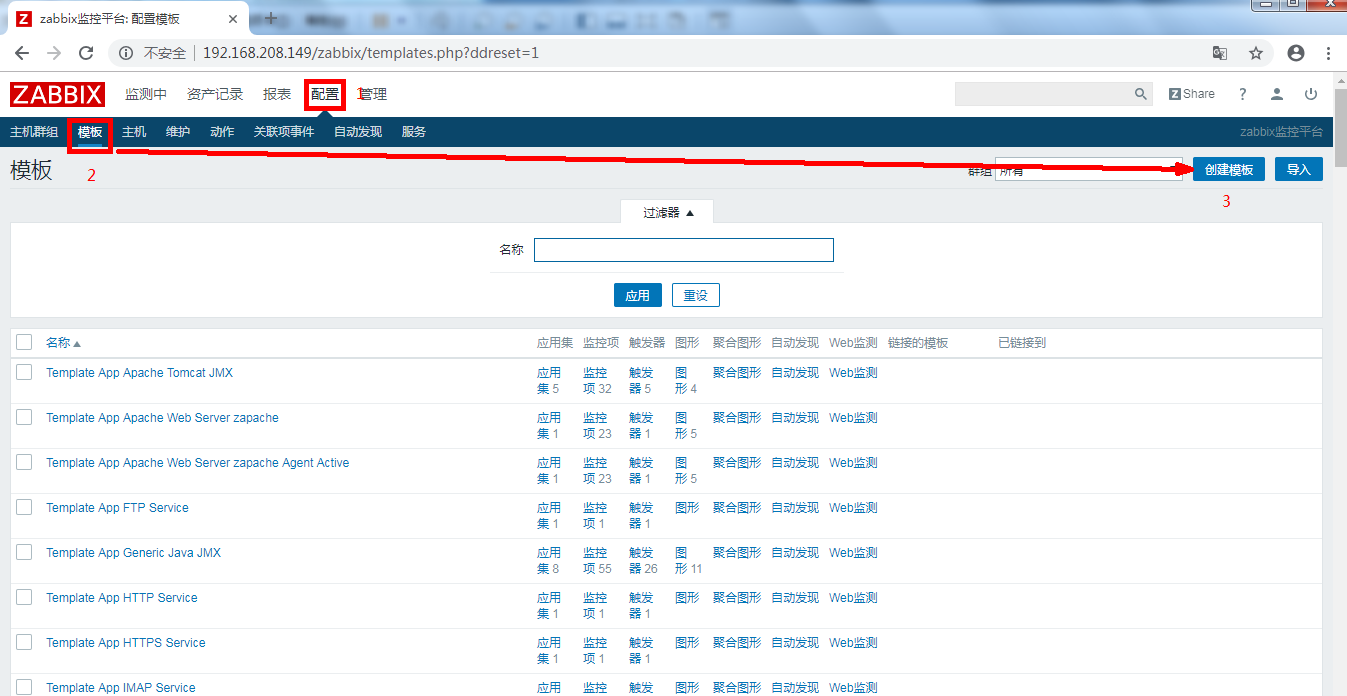 zabbix监控平台: 配置模板
不安全 192.168.208.149/zabbix/templates.php?ddreset=1
ZABBIX 监测中 资产记录 报表 配置 1 管理 Z Share ?
主机群组 模板 主机 维护 动作 关联项事件 自动发现 服务 zabbix监控平台
模板 2 群组 所有 创建模板 导入
3
过滤器 ▲
名称
应用 重设
名称 ▲ 应用集 监控项 触发器 图形 聚合图形 自动发现 Web监测 链接的模板 已链接到
Template App Apache Tomcat JMX 应用 监控 触发 图 聚合图形 自动发现 Web监测
集 5 项 32 器 5 形 4
Template App Apache Web Server zapache 应用 监控 触发 图 聚合图形 自动发现 Web监测
集 1 项 23 器 1 形 5
Template App Apache Web Server zapache Agent Active 应用 监控 触发 图 聚合图形 自动发现 Web监测
集 1 项 23 器 1 形 5
Template App FTP Service 应用 监控 触发 图形 聚合图形 自动发现 Web监测
集 1 项 1 器 1
Template App Generic Java JMX 应用 监控 触发 图 聚合图形 自动发现 Web监测
集 8 项 55 器 26 形 11
Template App HTTP Service 应用 监控 触发 图形 聚合图形 自动发现 Web监测
集 1 项 1 器 1
Template App HTTPS Service 应用 监控 触发 图形 聚合图形 自动发现 Web监测
集 1 项 1 器 1
Template App IMAP Service 应用 监控 触发 图形 聚合图形 自动发现 Web监测